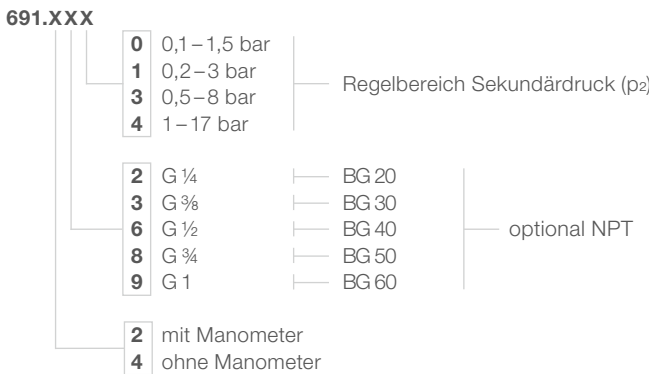 691.XXX
0 0,1–1,5 bar
1 0,2–3 bar
3 0,5–8 bar
4 1–17 bar
Regelbereich Sekundärdruck (p2)
2 G ¼ BG 20
3 G ⅜ BG 30
6 G ½ BG 40
8 G ¾ BG 50
9 G 1 BG 60
optional NPT
2 mit Manometer
4 ohne Manometer